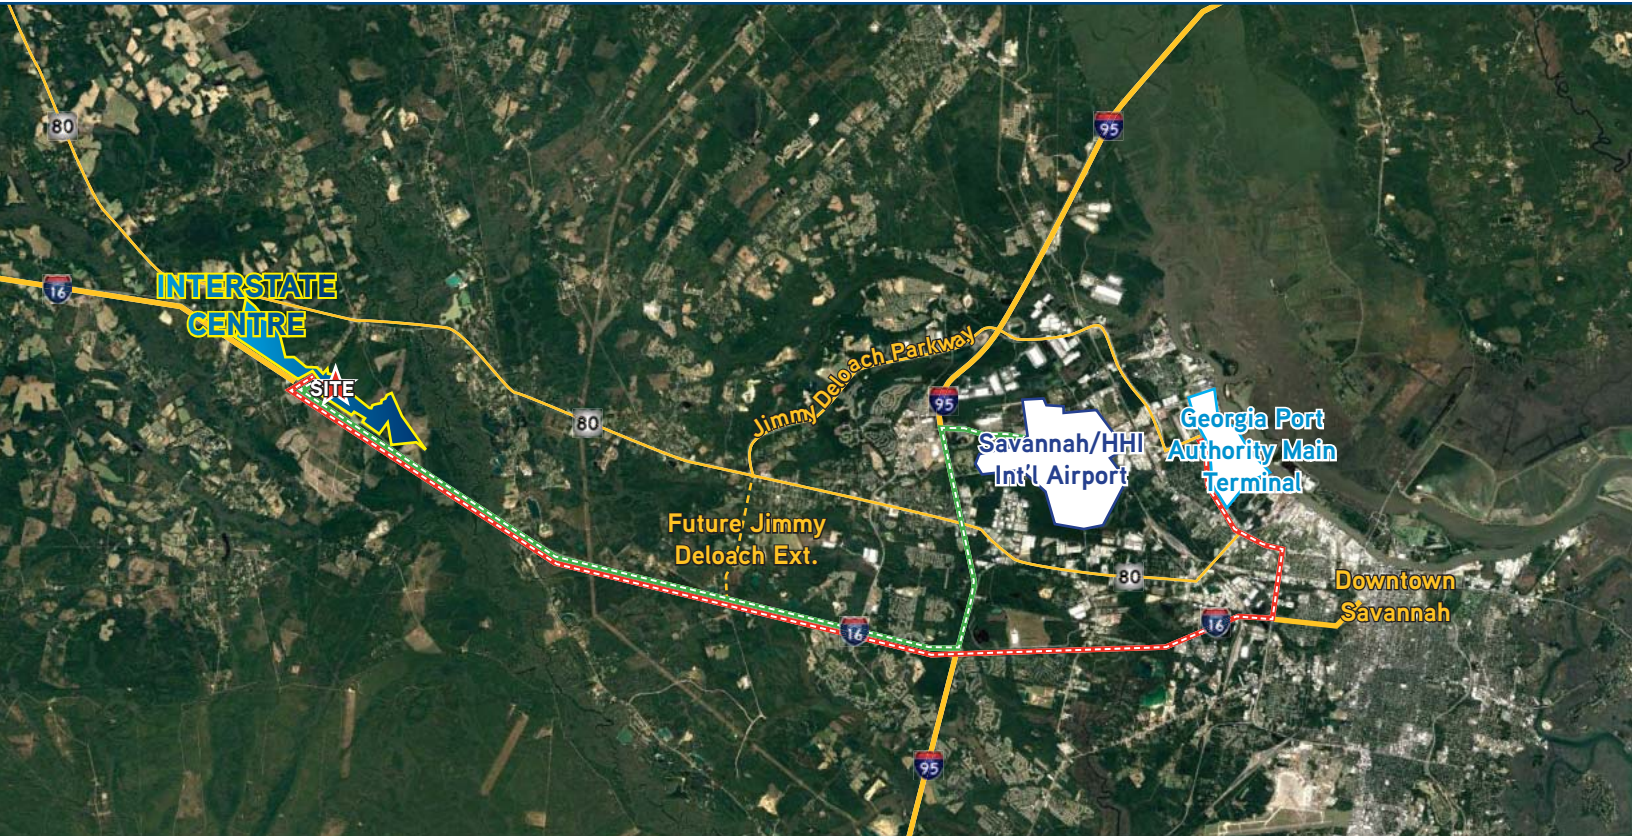 80
95
16
INTERSTATE
CENTRE
SITE
Jimmy Deloach Parkway
95
80
Savannah/HHI
Int'l Airport
Georgia Port
Authority Main
Terminal
Future Jimmy
Deloach Ext.
80
Downtown
Savannah
16
16
95